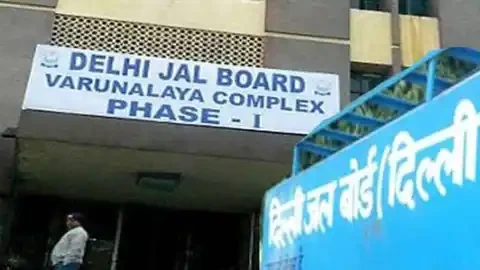 DELHI JAL BOARD
VARUNALAYA COMPLEX
PHASE - I
दिल्ली जल बोर्ड (दिल्ली